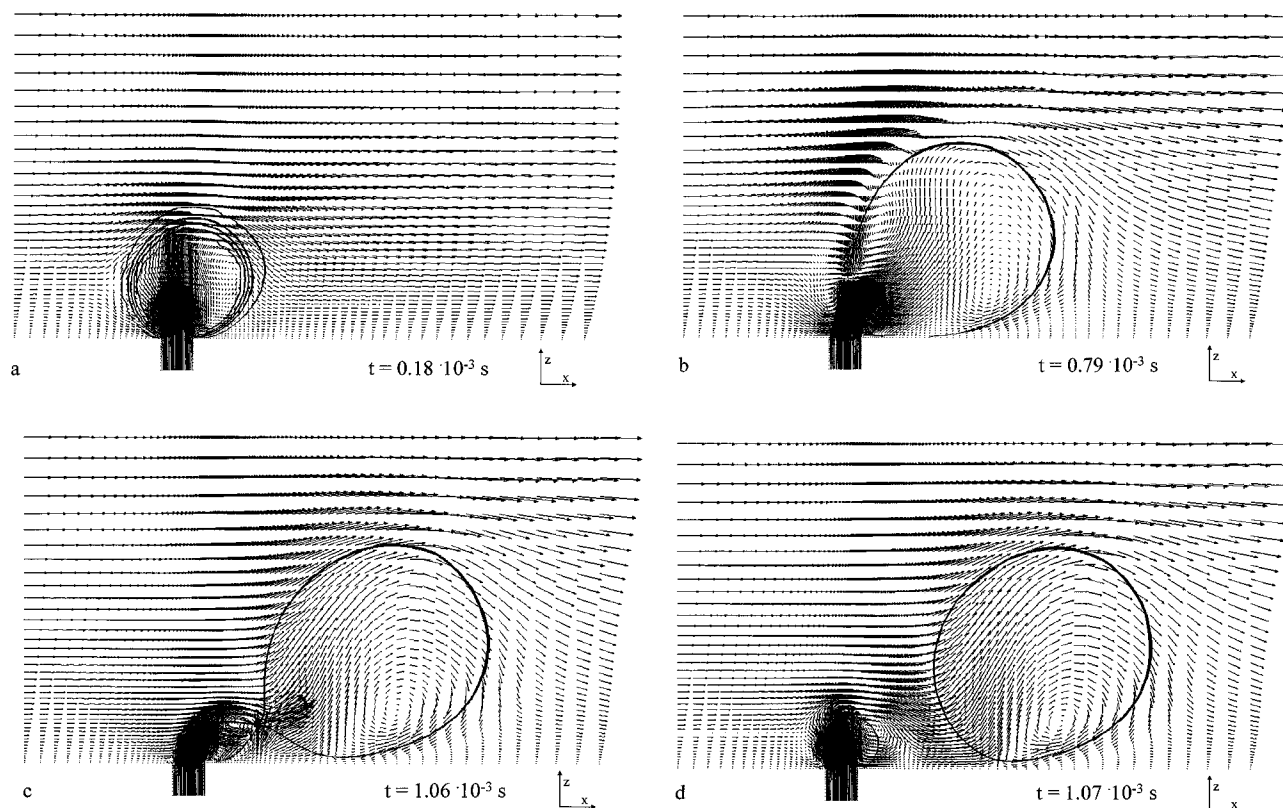 a
t = 0.18 ·10⁻³ s
z
x
b
t = 0.79 ·10⁻³ s
z
x
c
t = 1.06 ·10⁻³ s
z
x
d
t = 1.07 ·10⁻³ s
z
x